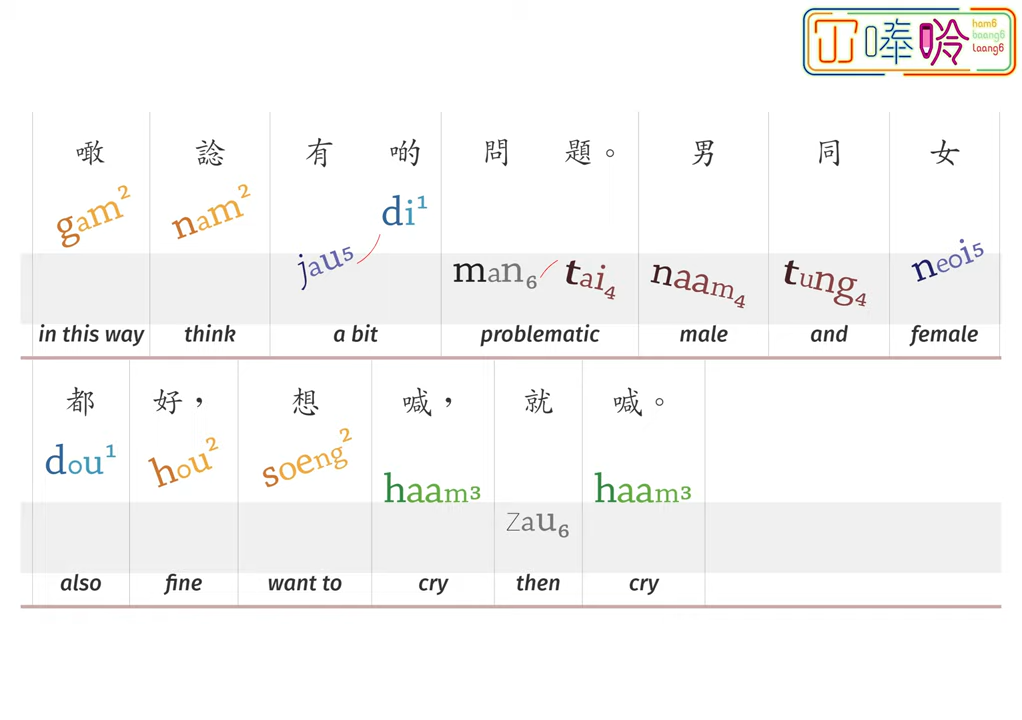 冚唪唥
ham6
baang6
laang6
噉 諗 有 啲 問 題。 男 同 女
gam2 nam2 jau5 di1 man6 tai4 naam4 tung4 neoi5
in this way think a bit problematic male and female
都 好， 想 喊， 就 喊。
dou1 hou2 soeng2 haam3 zau6 haam3
also fine want to cry then cry